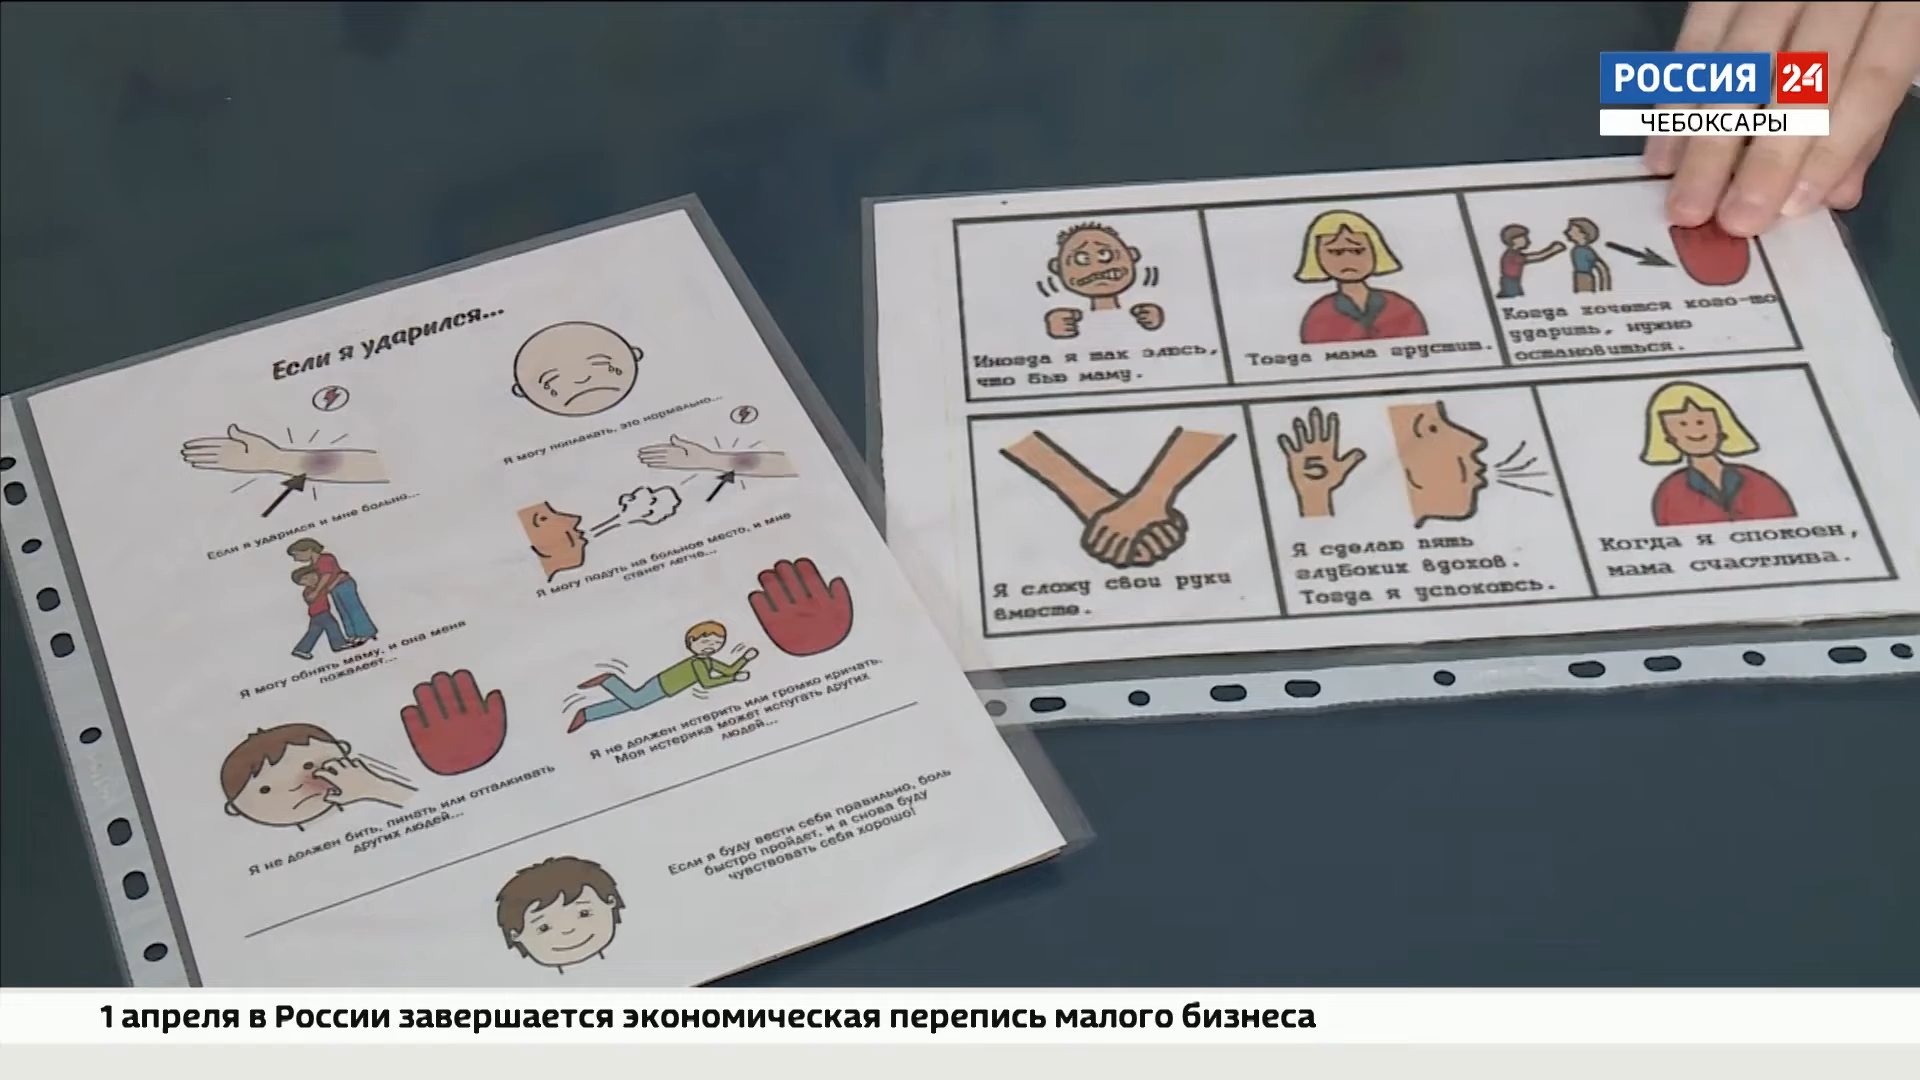 РОССИЯ 24
ЧЕБОКСАРЫ
Если я ударился...
Если я ударился и мне больно...
Я могу поплакать, это нормально...
Я могу обнять маму, и она меня
пожалеет...
Я могу подуть на больное место, и мне
станет легче...
Я не должен бить, пинать или отталкивать
других людей...
Я не должен истерить или громко кричать.
Моя истерика может испугать других
людей...
Если я буду вести себя правильно, боль
быстро пройдет, и я снова буду
чувствовать себя хорошо!
Иногда я так злюсь,
что бью маму.
Тогда мама грустит.
Когда хочется кого-то
ударить, нужно
остановиться.
Я сложу свои руки
вместе.
5
Я сделаю пять
глубоких вдохов.
Тогда я успокоюсь.
Когда я спокоен,
мама счастлива.
1 апреля в России завершается экономическая перепись малого бизнеса